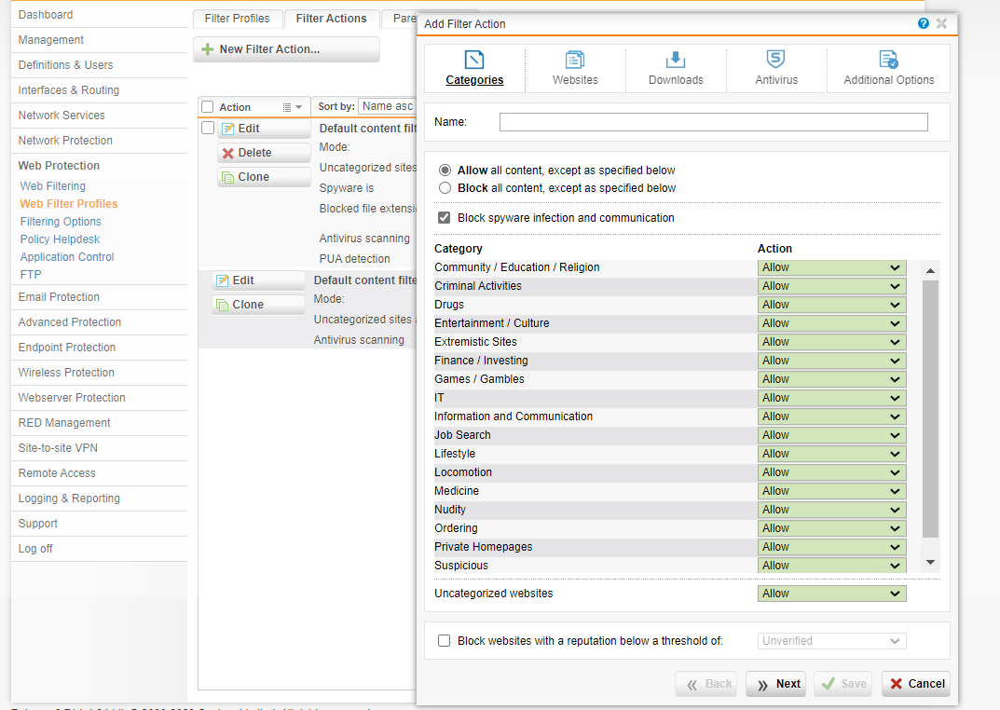 Dashboard
Management
Definitions & Users
Interfaces & Routing
Network Services
Network Protection
Web Protection
Web Filtering
Web Filter Profiles
Filtering Options
Policy Helpdesk
Application Control
FTP
Email Protection
Advanced Protection
Endpoint Protection
Wireless Protection
Webserver Protection
RED Management
Site-to-site VPN
Remote Access
Logging & Reporting
Support
Log off
Filter Profiles
Filter Actions
Pare
New Filter Action...
Action
Sort by: Name asc
Edit
Delete
Clone
Default content filt
Mode:
Uncategorized sites
Spyware is
Blocked file extensi
Antivirus scanning
PUA detection
Edit
Clone
Default content filte
Mode:
Uncategorized sites a
Antivirus scanning
Add Filter Action
Categories
Websites
Downloads
Antivirus
Additional Options
Name:
Allow all content, except as specified below
Block all content, except as specified below
Block spyware infection and communication
Category Action
Community / Education / Religion Allow
Criminal Activities Allow
Drugs Allow
Entertainment / Culture Allow
Extremistic Sites Allow
Finance / Investing Allow
Games / Gambles Allow
IT Allow
Information and Communication Allow
Job Search Allow
Lifestyle Allow
Locomotion Allow
Medicine Allow
Nudity Allow
Ordering Allow
Private Homepages Allow
Suspicious Allow
Uncategorized websites Allow
Block websites with a reputation below a threshold of: Unverified
Back
Next
Save
Cancel